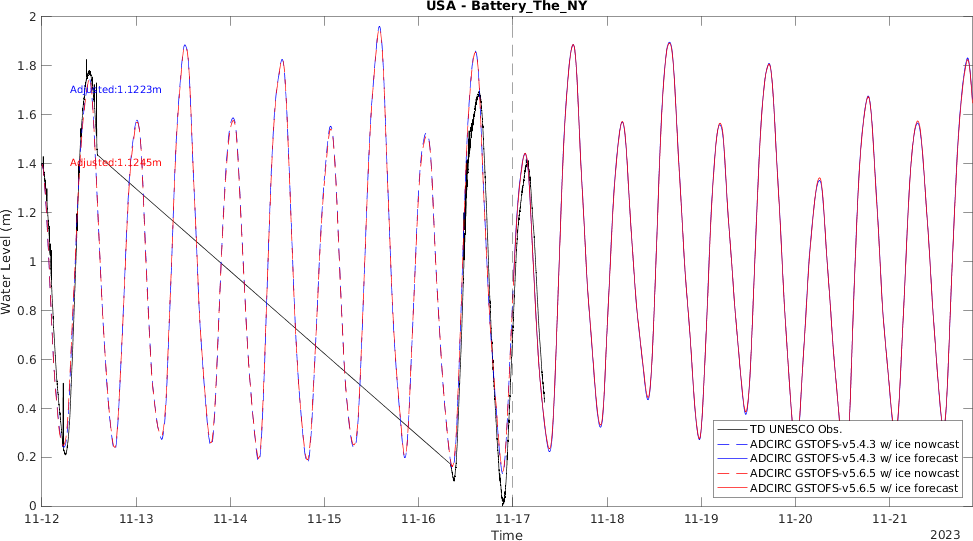 USA - Battery_The_NY
2
1.8
Adjusted:1.1223m
1.6
1.4
Adjusted:1.1245m
1.2
1
0.8
0.6
0.4
0.2
0
Water Level (m)
TD UNESCO Obs.
ADCIRC GSTOFS-v5.4.3 w/ ice nowcast
ADCIRC GSTOFS-v5.4.3 w/ ice forecast
ADCIRC GSTOFS-v5.6.5 w/ ice nowcast
ADCIRC GSTOFS-v5.6.5 w/ ice forecast
11-12 11-13 11-14 11-15 11-16 11-17 11-18 11-19 11-20 11-21
Time
2023